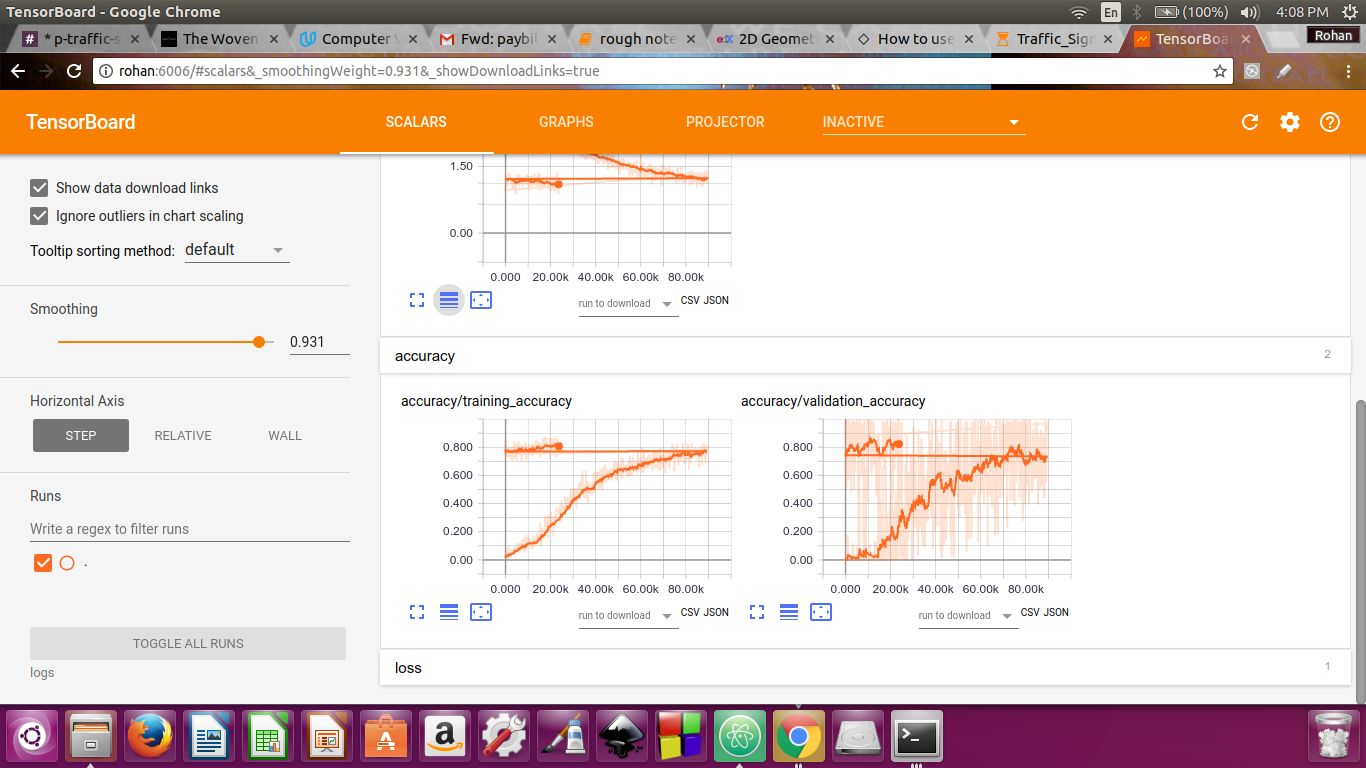 TensorBoard - Google Chrome
En
(100%)
4:08 PM
# * p-traffic-s
The Woven
Computer
Fwd: paybil
rough note
2D Geomet
How to use
Traffic_Sig
TensorBoa
Rohan
rohan:6006/#scalars&_smoothingWeight=0.931&_showDownloadLinks=true
TensorBoard
SCALARS
GRAPHS
PROJECTOR
INACTIVE
Show data download links
Ignore outliers in chart scaling
Tooltip sorting method: default
Smoothing
0.931
Horizontal Axis
STEP
RELATIVE
WALL
Runs
Write a regex to filter runs
.
TOGGLE ALL RUNS
logs
1.50
0.00
0.000 20.00k 40.00k 60.00k 80.00k
run to download CSV JSON
accuracy 2
accuracy/training_accuracy
0.800
0.600
0.400
0.200
0.00
0.000 20.00k 40.00k 60.00k 80.00k
run to download CSV JSON
accuracy/validation_accuracy
0.800
0.600
0.400
0.200
0.00
0.000 20.00k 40.00k 60.00k 80.00k
run to download CSV JSON
loss 1